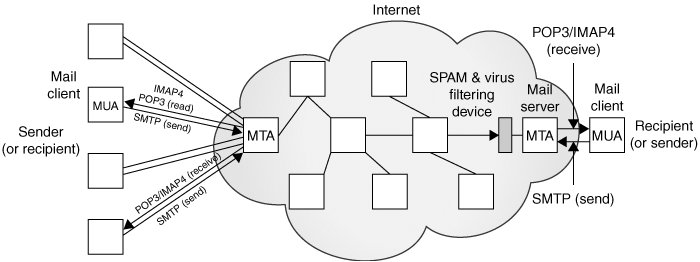 Internet
POP3/IMAP4
(receive)
Mail
client
MUA
IMAP4
POP3 (read)
SMTP (send)
Sender
(or recipient)
POP3/IMAP4 (receive)
SMTP (send)
MTA
SPAM & virus
filtering
device
Mail
server
MTA
Mail
client
MUA
Recipient
(or sender)
SMTP (send)